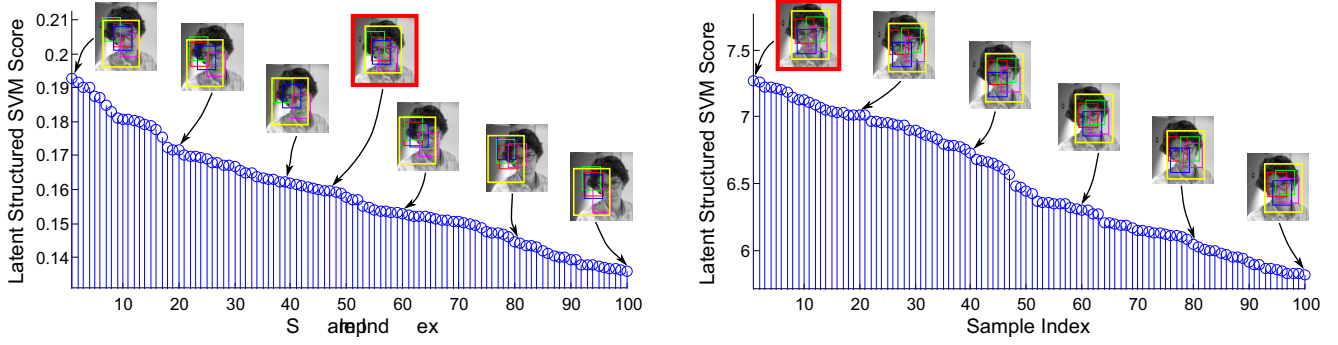 Latent Structured SVM Score
0.21
0.2
0.19
0.18
0.17
0.16
0.15
0.14
10 20 30 40 50 60 70 80 90 100
S ampleInd ex
Latent Structured SVM Score
7.5
7
6.5
6
10 20 30 40 50 60 70 80 90 100
Sample Index